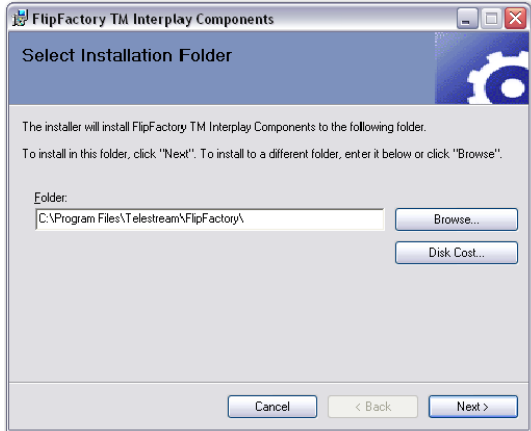 FlipFactory TM Interplay Components
Select Installation Folder
The installer will install FlipFactory TM Interplay Components to the following folder.
To install in this folder, click "Next". To install to a different folder, enter it below or click "Browse".
Folder:
C:\Program Files\Telestream\FlipFactory\
Browse...
Disk Cost...
Cancel
< Back
Next >